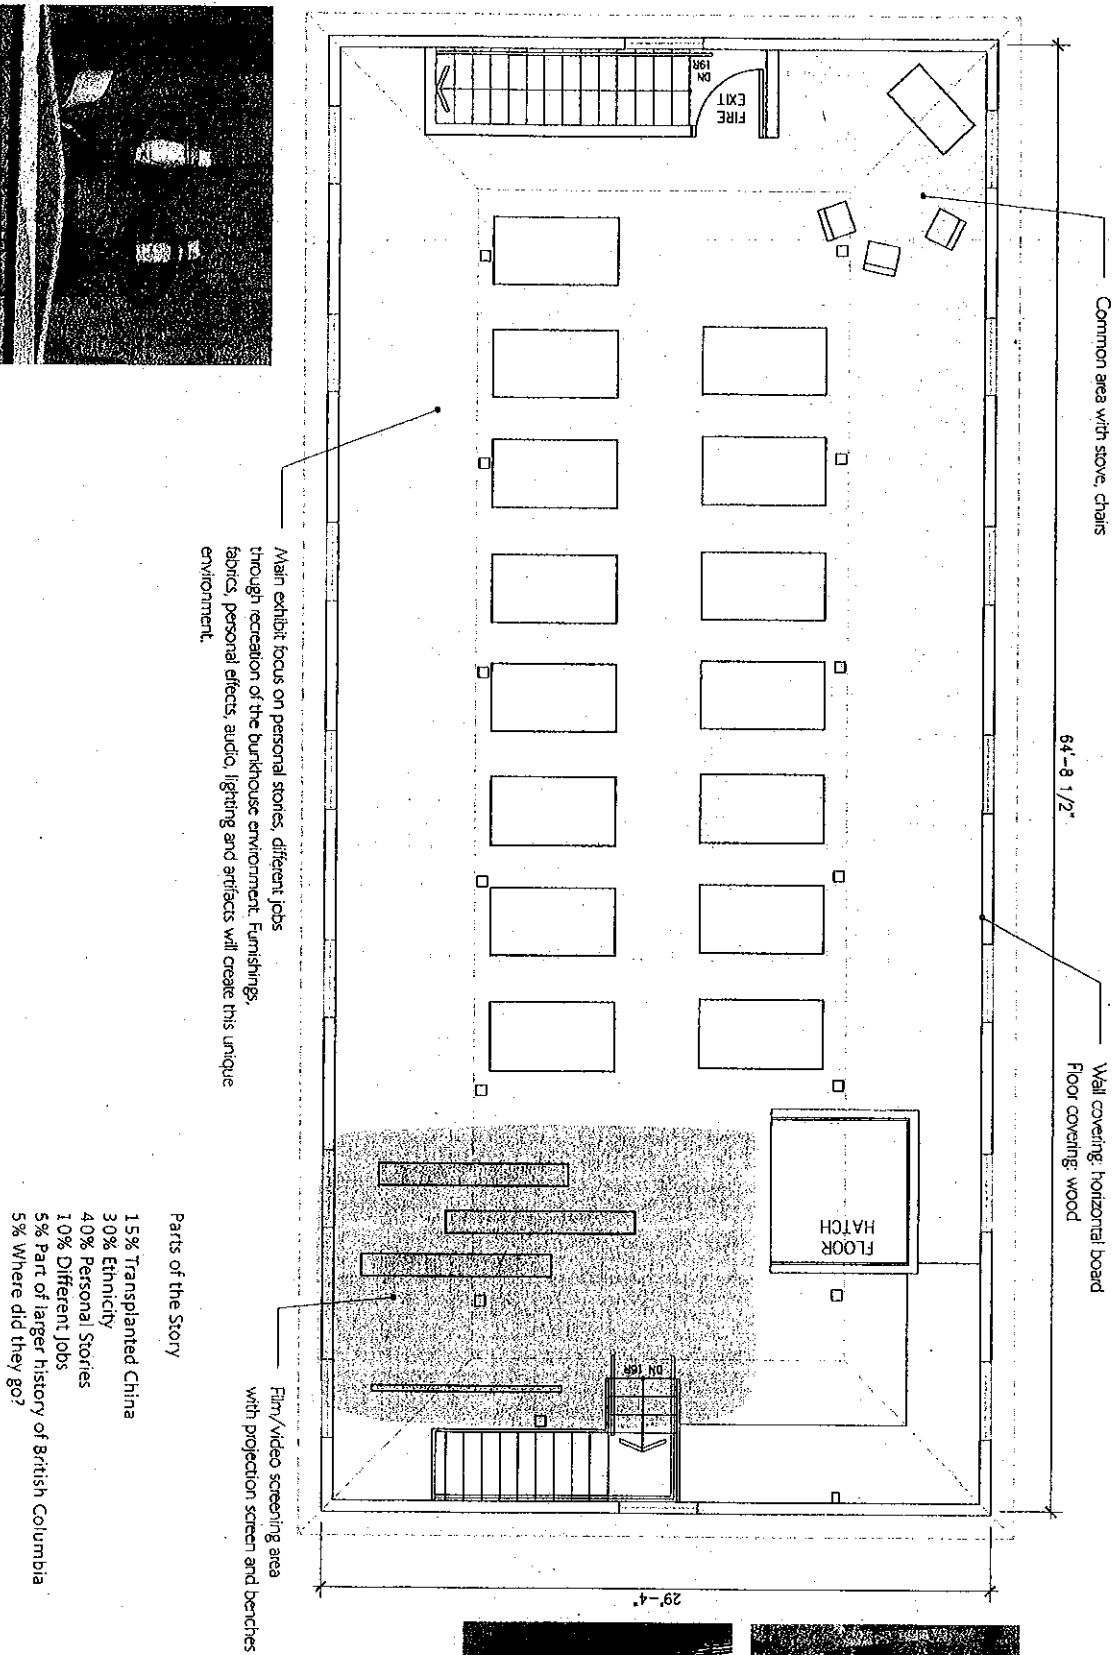 Common area with stove, chairs
64'-8 1/2"
Wall covering: horizontal board
Floor covering: wood
FIRE
EXIT
DN
19R
FLOOR
HATCH
DN 16R
29'-4"
Main exhibit focus on personal stories, different jobs
through recreation of the bunkhouse environment. Furnishings,
fabrics, personal effects, audio, lighting and artifacts will create this unique
environment.
Film/video screening area
with projection screen and benches
Parts of the Story
15% Transplanted China
30% Ethnicity
40% Personal Stories
10% Different Jobs
5% Part of larger history of British Columbia
5% Where did they go?